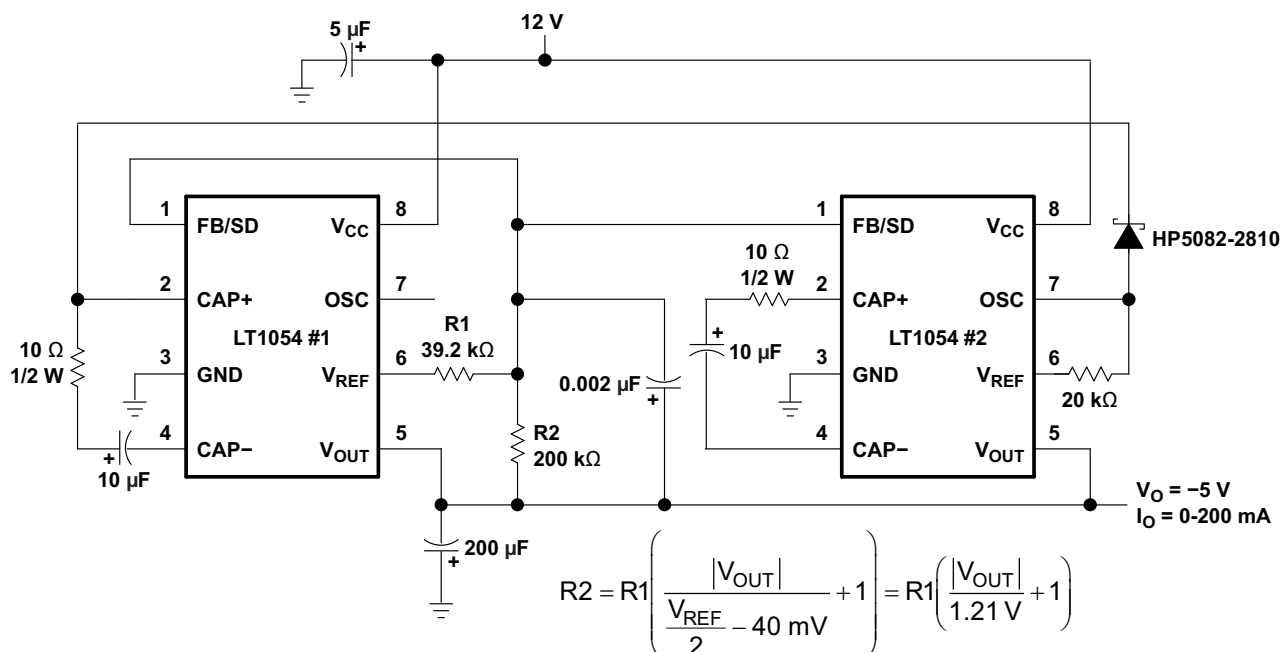 12 V
5 µF
+
1
FB/SD
VCC
8
2
CAP+
OSC
7
LT1054 #1
3
GND
VREF
6
4
CAP−
VOUT
5
10 Ω
1/2 W
+
10 µF
R1
39.2 kΩ
R2
200 kΩ
0.002 µF
+
200 µF
+
10 Ω
1/2 W
+
10 µF
1
FB/SD
VCC
8
2
CAP+
OSC
7
LT1054 #2
3
GND
VREF
6
4
CAP−
VOUT
5
HP5082-2810
20 kΩ
VO = −5 V
IO = 0-200 mA
R2 = R1(|VOUT| / (VREF/2 − 40 mV) + 1) = R1(|VOUT| / 1.21 V + 1)